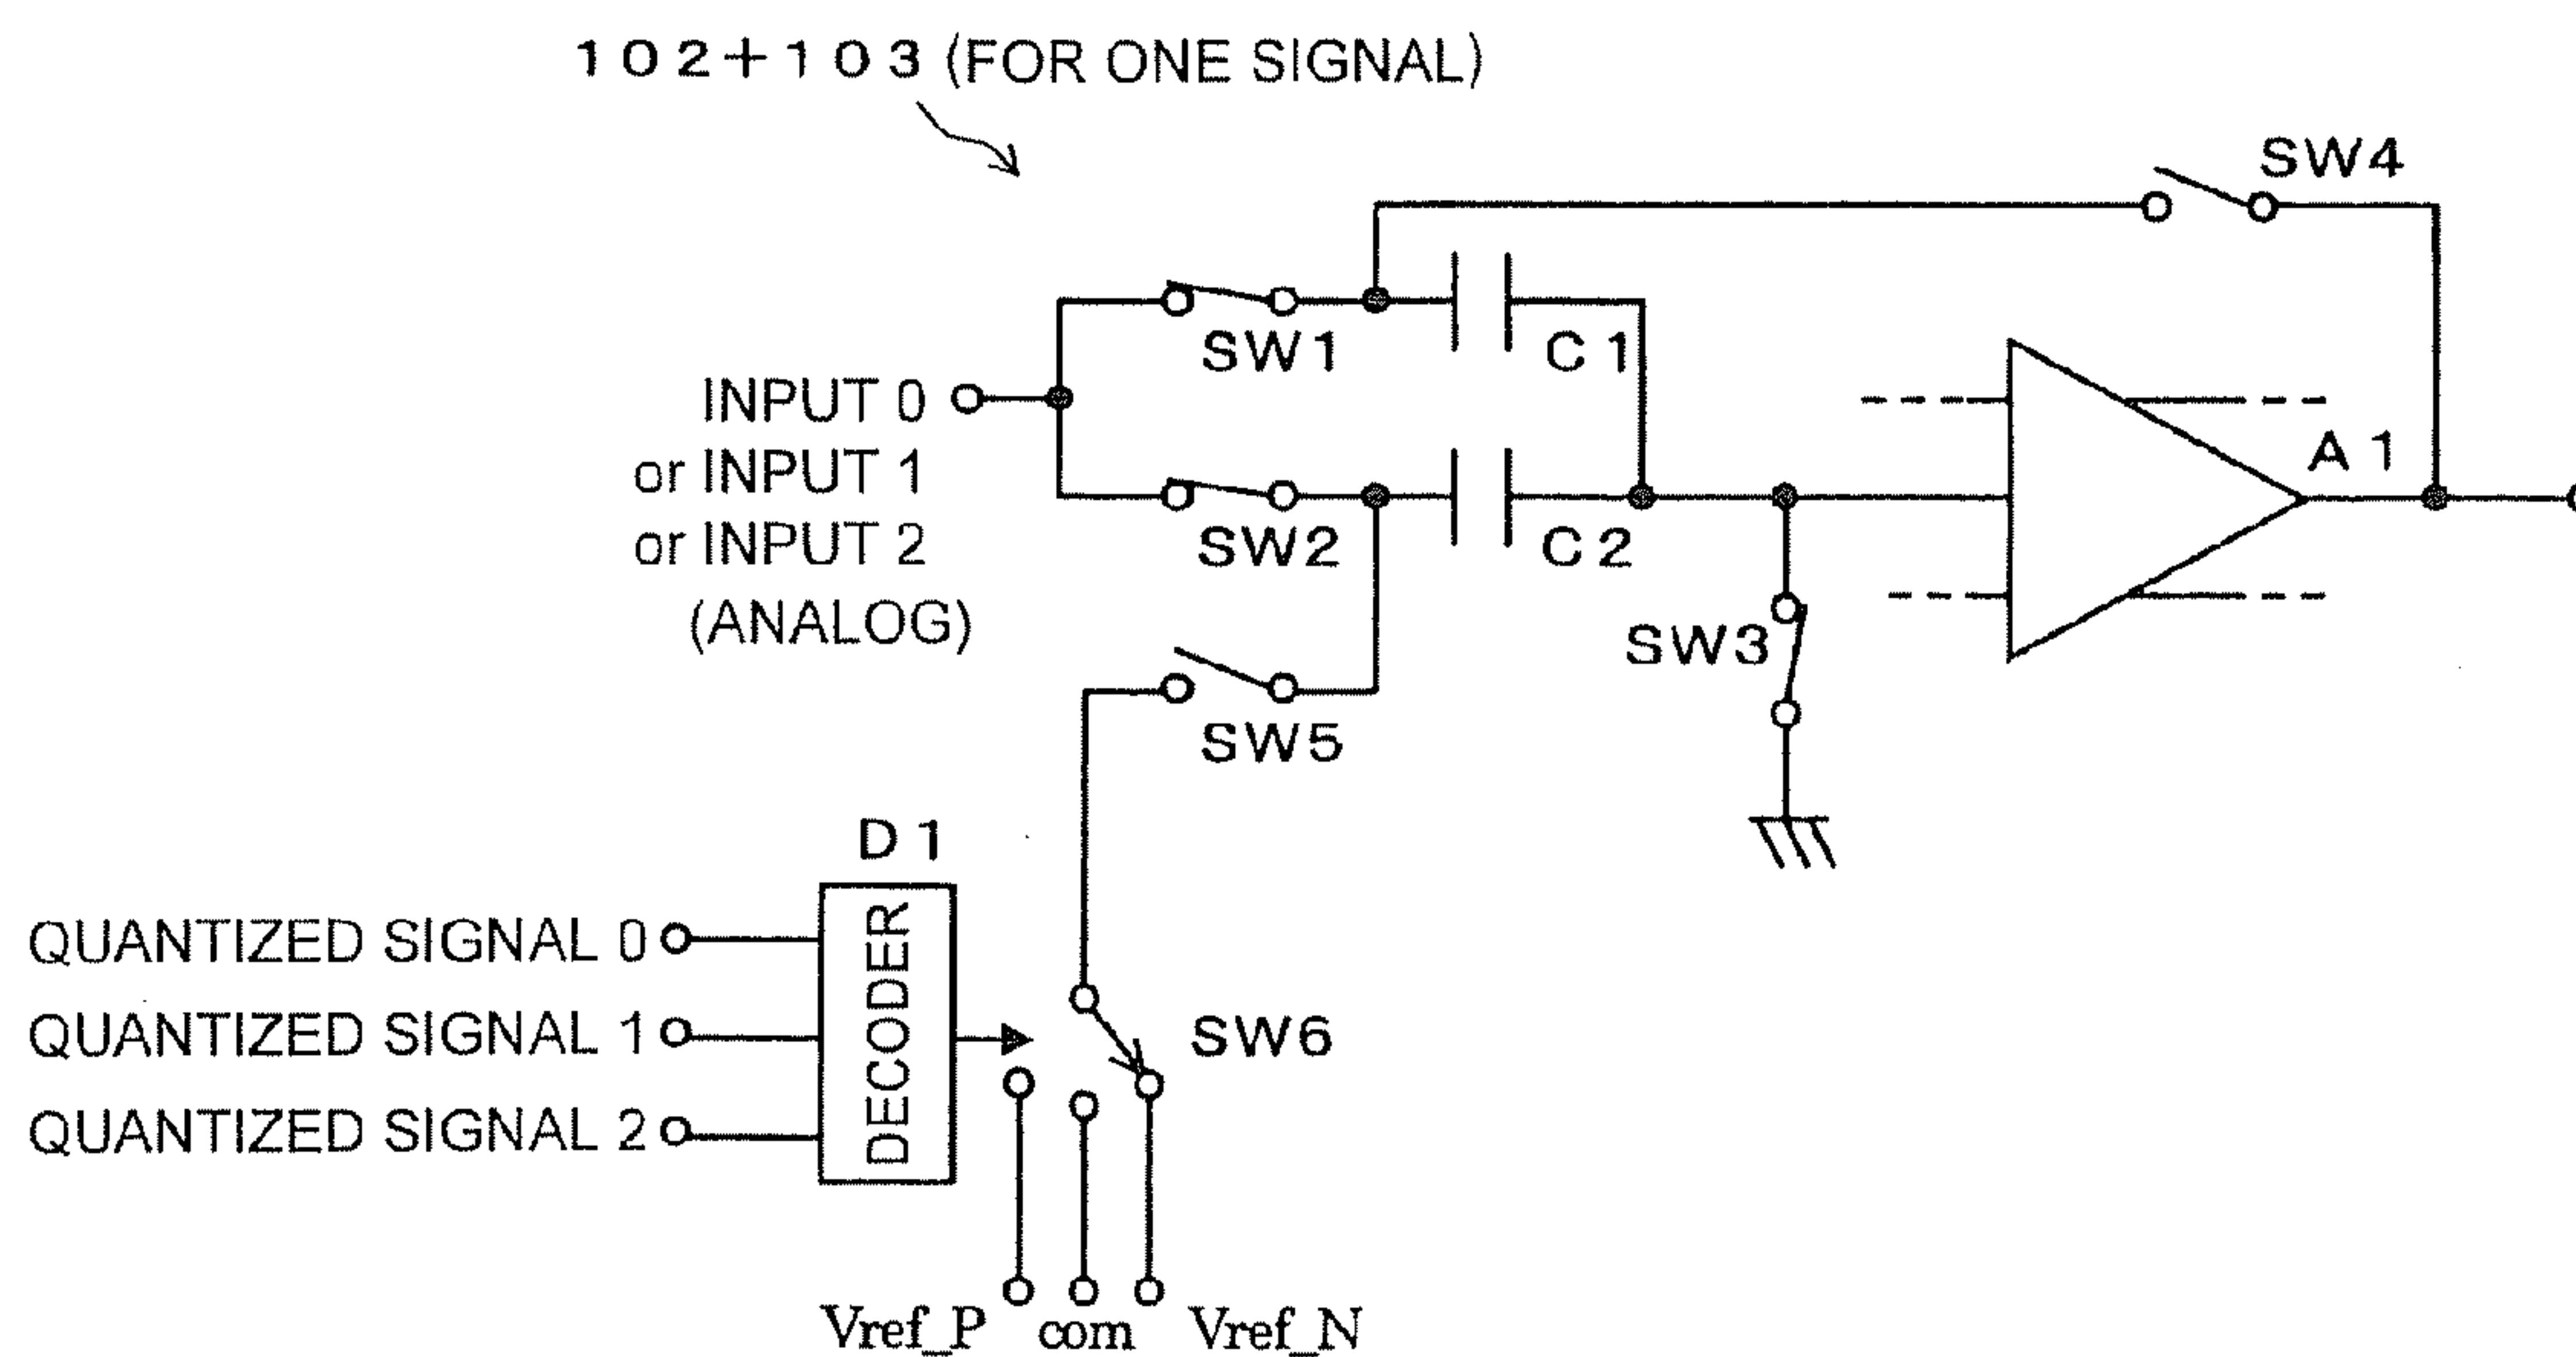 102+103 (FOR ONE SIGNAL)
SW4
SW1
C1
INPUT 0
or INPUT 1
or INPUT 2
(ANALOG)
A1
SW2
C2
SW3
SW5
D1
DECODER
QUANTIZED SIGNAL 0
QUANTIZED SIGNAL 1
QUANTIZED SIGNAL 2
SW6
Vref_P com Vref_N